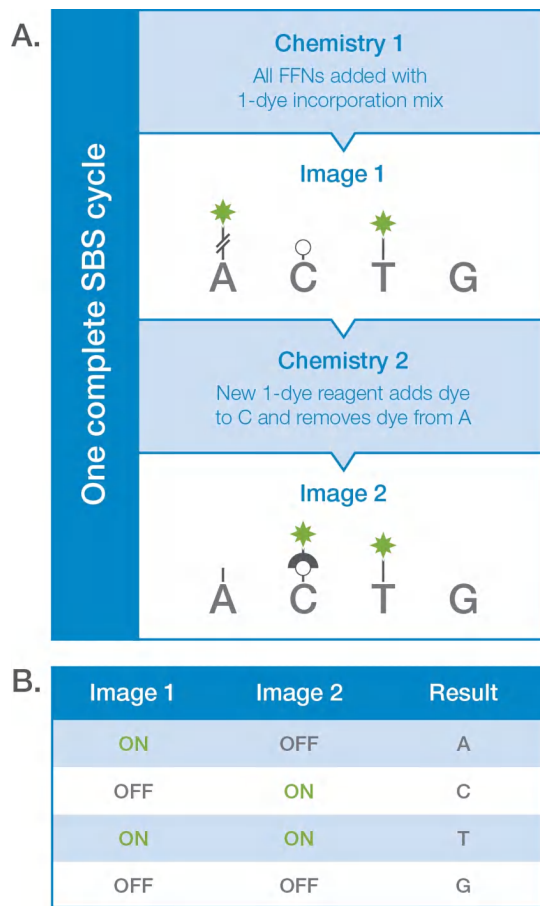 A.
One complete SBS cycle
Chemistry 1
All FFNs added with
1-dye incorporation mix
Image 1
A C T G
Chemistry 2
New 1-dye reagent adds dye
to C and removes dye from A
Image 2
A C T G
B.
Image 1 Image 2 Result
ON OFF A
OFF ON C
ON ON T
OFF OFF G